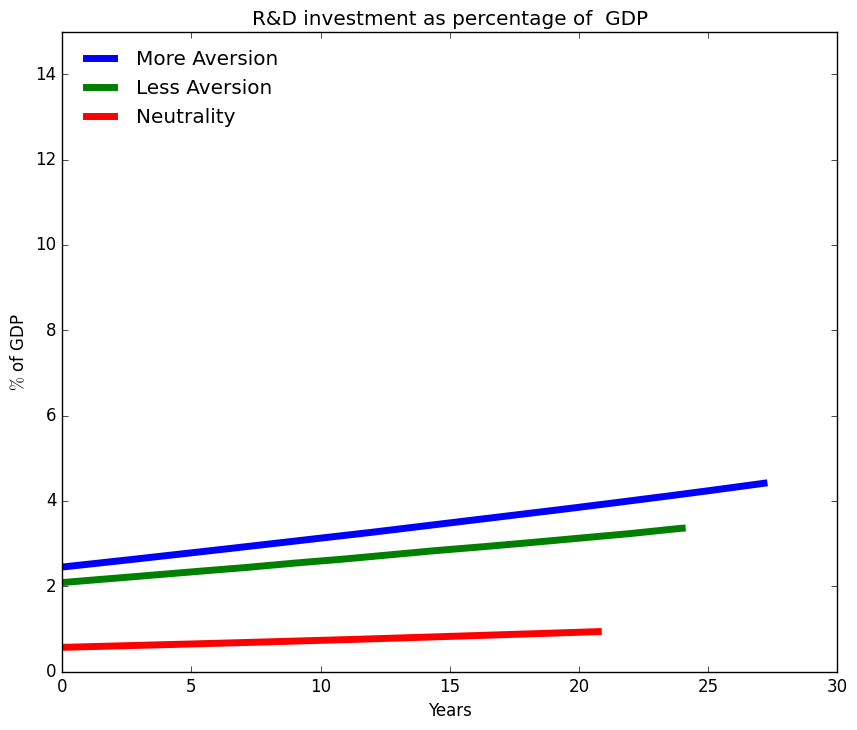 R&D investment as percentage of  GDP
More Aversion
Less Aversion
Neutrality
14
12
10
8
6
4
2
0
% of GDP
0 5 10 15 20 25 30
Years